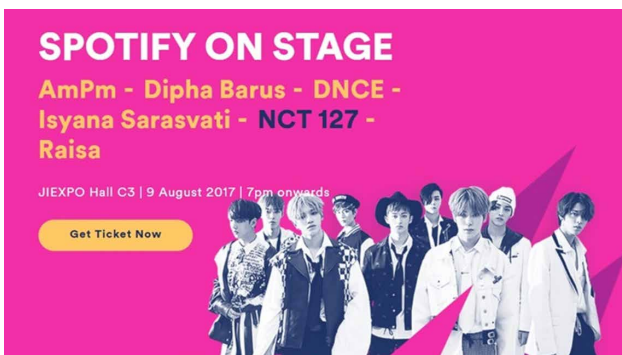 SPOTIFY ON STAGE
AmPm - Dipha Barus - DNCE -
Isyana Sarasvati - NCT 127 -
Raisa
JIEXPO Hall C3 | 9 August 2017 | 7pm onwards
Get Ticket Now